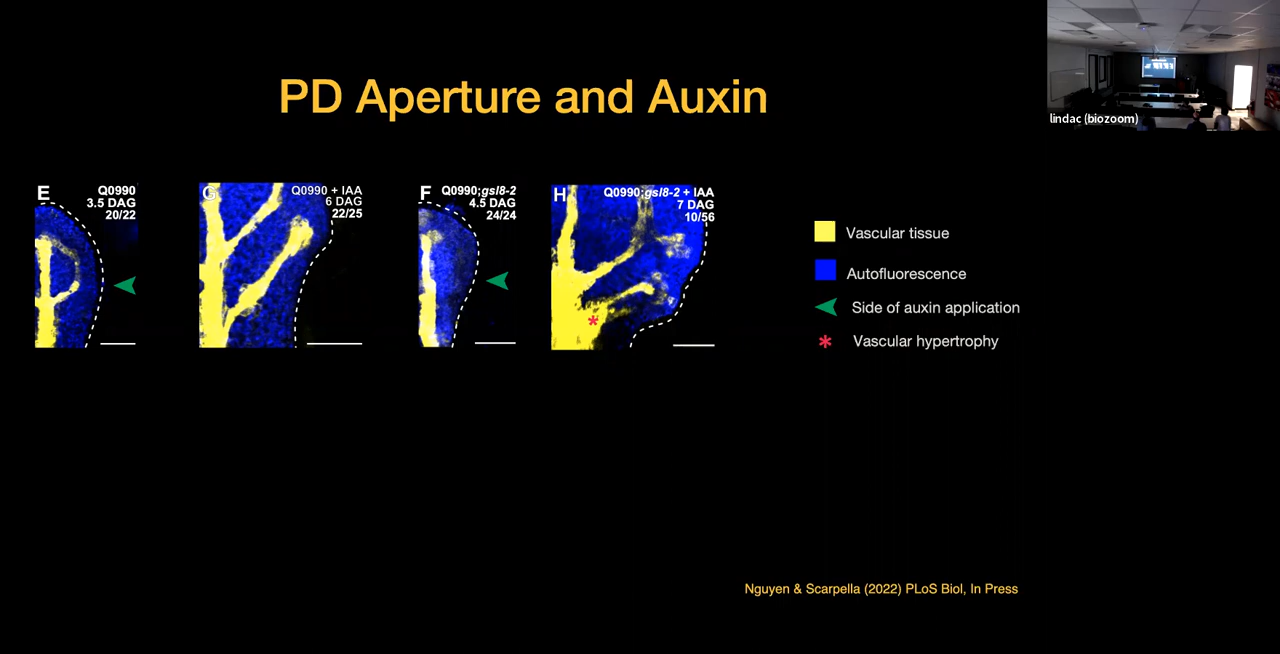 PD Aperture and Auxin
lindac (biozoom)
E
Q0990
3.5 DAG
20/22
G
Q0990 + IAA
6 DAG
22/25
F
Q0990;gsl8-2
4.5 DAG
24/24
H
Q0990;gsl8-2 + IAA
7 DAG
10/56
*
Vascular tissue
Autofluorescence
Side of auxin application
* Vascular hypertrophy
Nguyen & Scarpella (2022) PLoS Biol, In Press